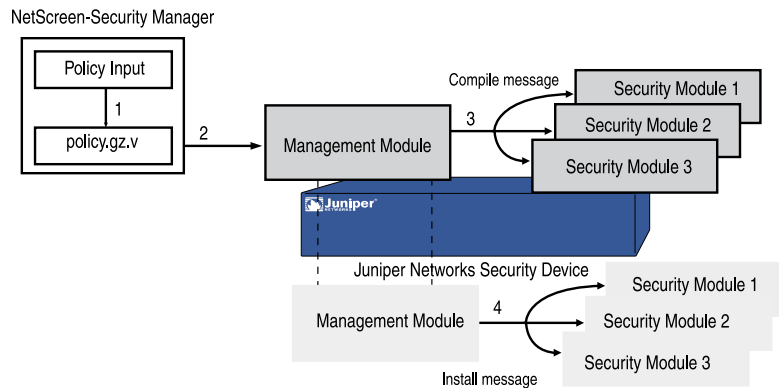 NetScreen-Security Manager
Policy Input
1
policy.gz.v
2
Management Module
3
Compile message
Security Module 1
Security Module 2
Security Module 3
Juniper®
NETWORKS
Juniper Networks Security Device
Management Module
4
Security Module 1
Security Module 2
Security Module 3
Install message